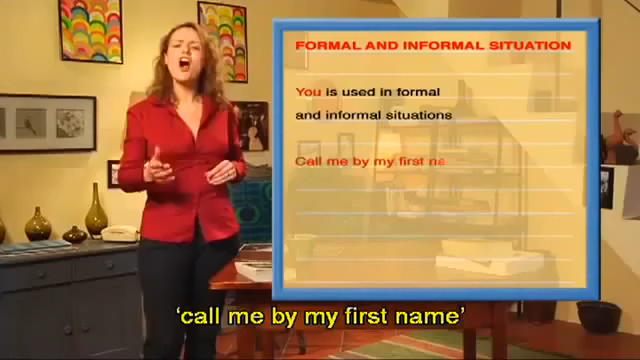 FORMAL AND INFORMAL SITUATION
You is used in formal
and informal situations
Call me by my first na
'call me by my first name'